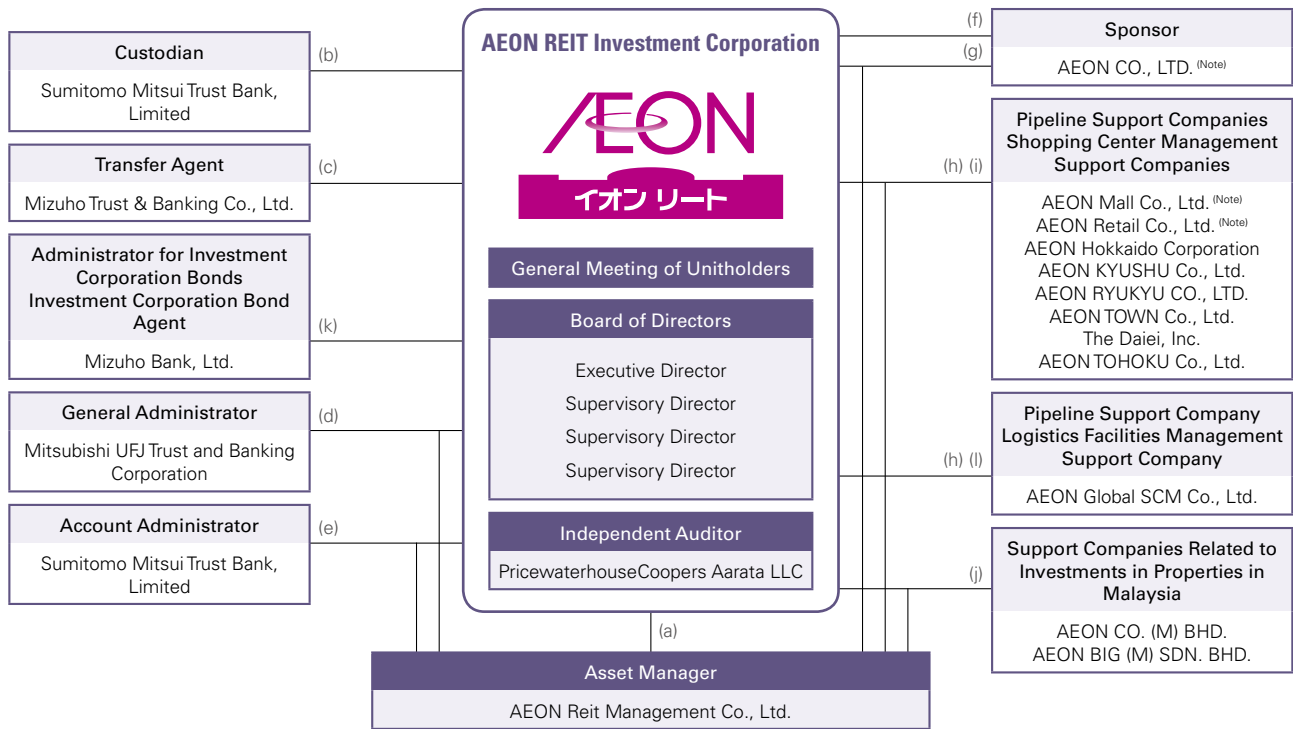 Custodian
Sumitomo Mitsui Trust Bank,
Limited
(b)
Transfer Agent
Mizuho Trust & Banking Co., Ltd.
(c)
Administrator for Investment
Corporation Bonds
Investment Corporation Bond
Agent
Mizuho Bank, Ltd.
(k)
General Administrator
Mitsubishi UFJ Trust and Banking
Corporation
(d)
Account Administrator
Sumitomo Mitsui Trust Bank,
Limited
(e)
AEON REIT Investment Corporation
ÆON
イオン リート
General Meeting of Unitholders
Board of Directors
Executive Director
Supervisory Director
Supervisory Director
Supervisory Director
Independent Auditor
PricewaterhouseCoopers Aarata LLC
(a)
Asset Manager
AEON Reit Management Co., Ltd.
(f)
(g)
Sponsor
AEON CO., LTD. (Note)
(h) (i)
Pipeline Support Companies
Shopping Center Management
Support Companies
AEON Mall Co., Ltd. (Note)
AEON Retail Co., Ltd. (Note)
AEON Hokkaido Corporation
AEON KYUSHU Co., Ltd.
AEON RYUKYU CO., LTD.
AEON TOWN Co., Ltd.
The Daiei, Inc.
AEON TOHOKU Co., Ltd.
(h) (l)
Pipeline Support Company
Logistics Facilities Management
Support Company
AEON Global SCM Co., Ltd.
(j)
Support Companies Related to
Investments in Properties in
Malaysia
AEON CO. (M) BHD.
AEON BIG (M) SDN. BHD.